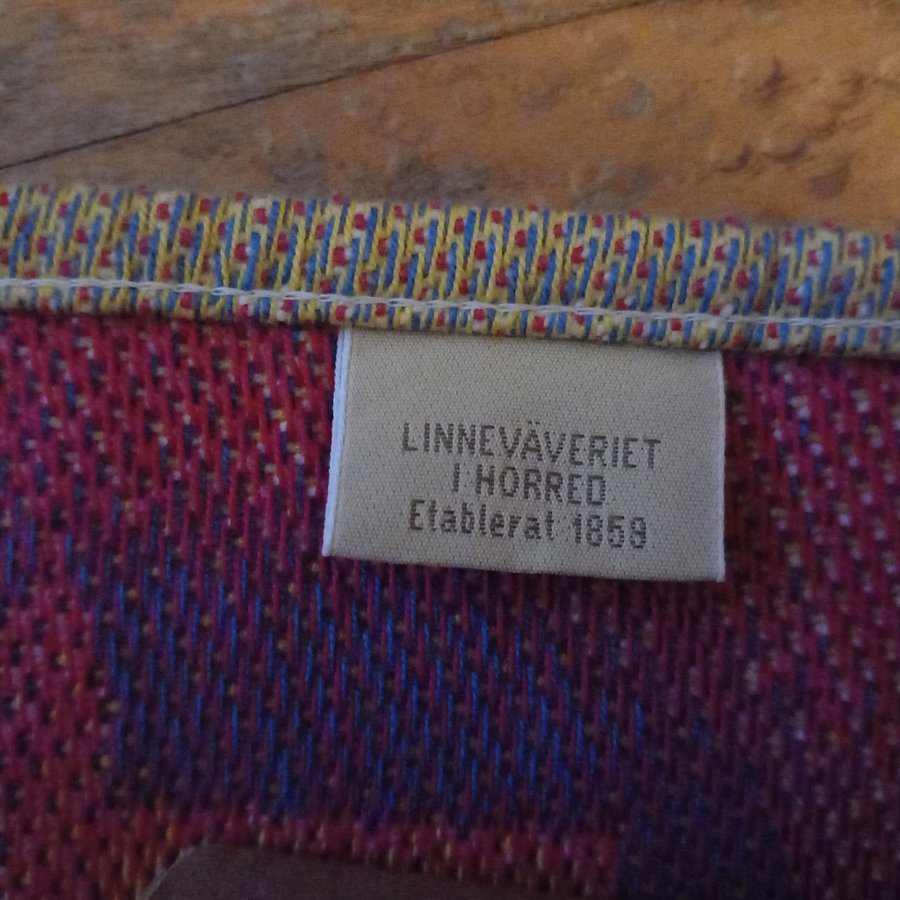 LINNEVÄVERIET
I HORRED
Etablerat 1859